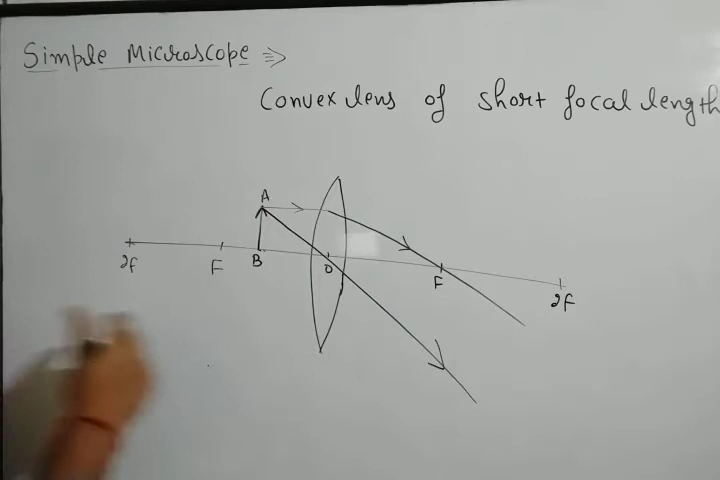 Simple Microscope ⇒
Convex lens of short focal length
A
2F F B O F 2F